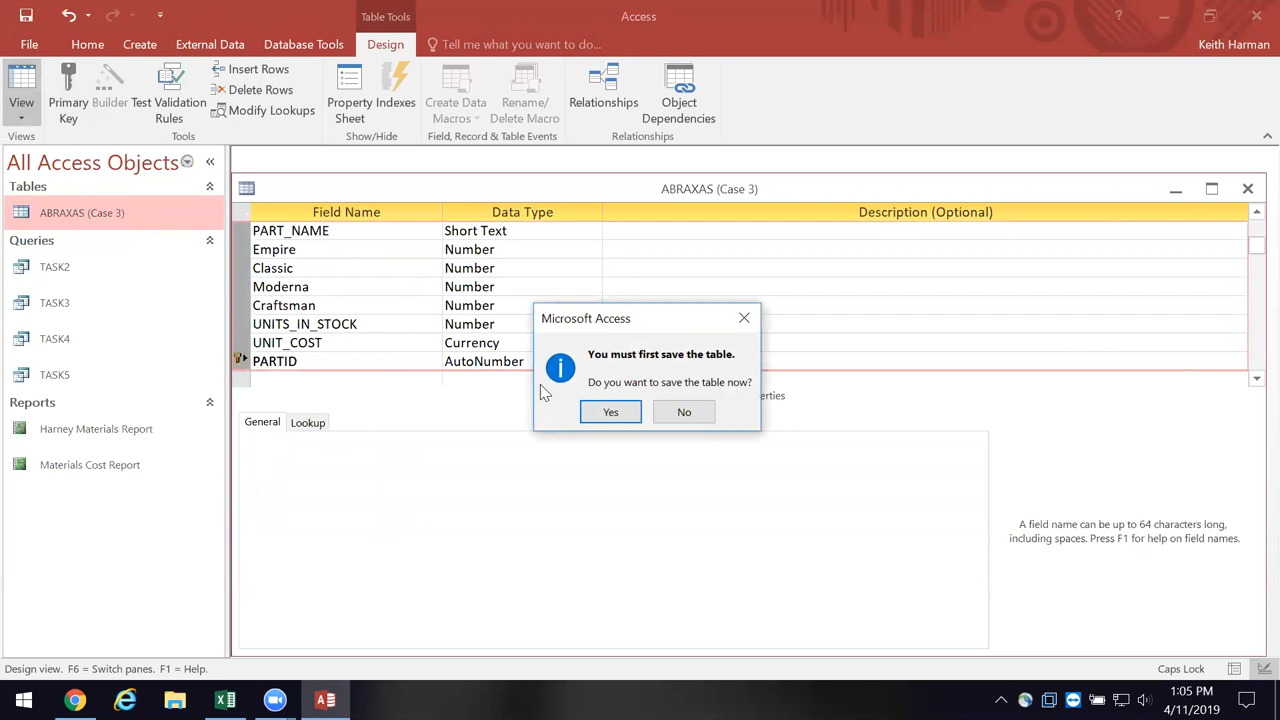 Table Tools
Access
File
Home
Create
External Data
Database Tools
Design
Tell me what you want to do...
Keith Harman
View
Primary Key
Builder
Test Validation Rules
Insert Rows
Delete Rows
Modify Lookups
Property Sheet
Indexes
Create Data Macros
Rename/ Delete Macro
Relationships
Object Dependencies
Views
Tools
Show/Hide
Field, Record & Table Events
Relationships
All Access Objects
Tables
ABRAXAS (Case 3)
Queries
TASK2
TASK3
TASK4
TASK5
Reports
Harney Materials Report
Materials Cost Report
ABRAXAS (Case 3)
Field Name Data Type Description (Optional)
PART_NAME Short Text
Empire Number
Classic Number
Moderna Number
Craftsman Number
UNITS_IN_STOCK Number
UNIT_COST Currency
PARTID AutoNumber
Microsoft Access
You must first save the table.
Do you want to save the table now?
Yes
No
erties
General
Lookup
A field name can be up to 64 characters long,
including spaces. Press F1 for help on field names.
Design view. F6 = Switch panes. F1 = Help.
Caps Lock
1:05 PM
4/11/2019